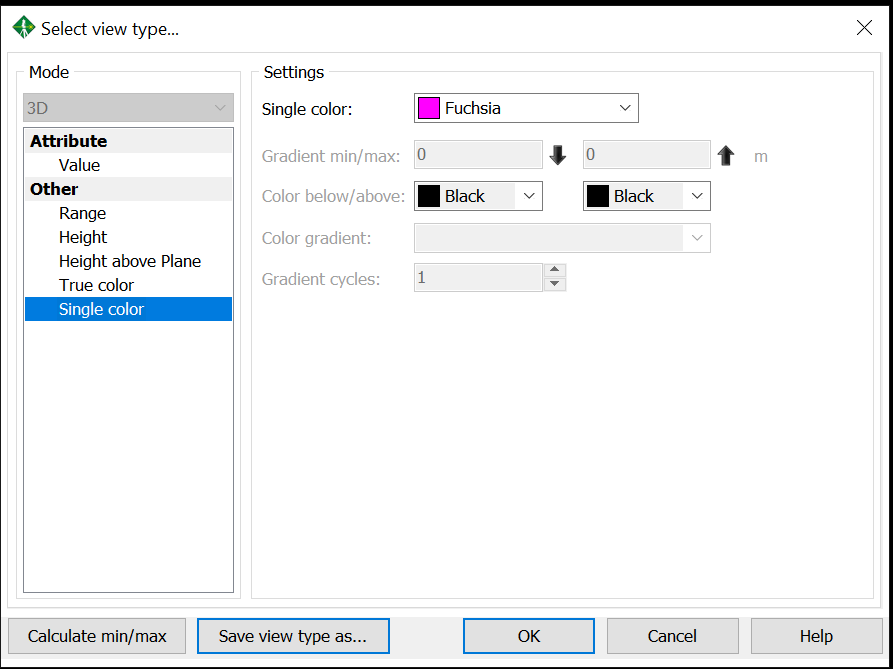 Select view type...
Mode
3D
Attribute
Value
Other
Range
Height
Height above Plane
True color
Single color
Settings
Single color: Fuchsia
Gradient min/max: 0 0 m
Color below/above: Black Black
Color gradient:
Gradient cycles: 1
Calculate min/max Save view type as... OK Cancel Help